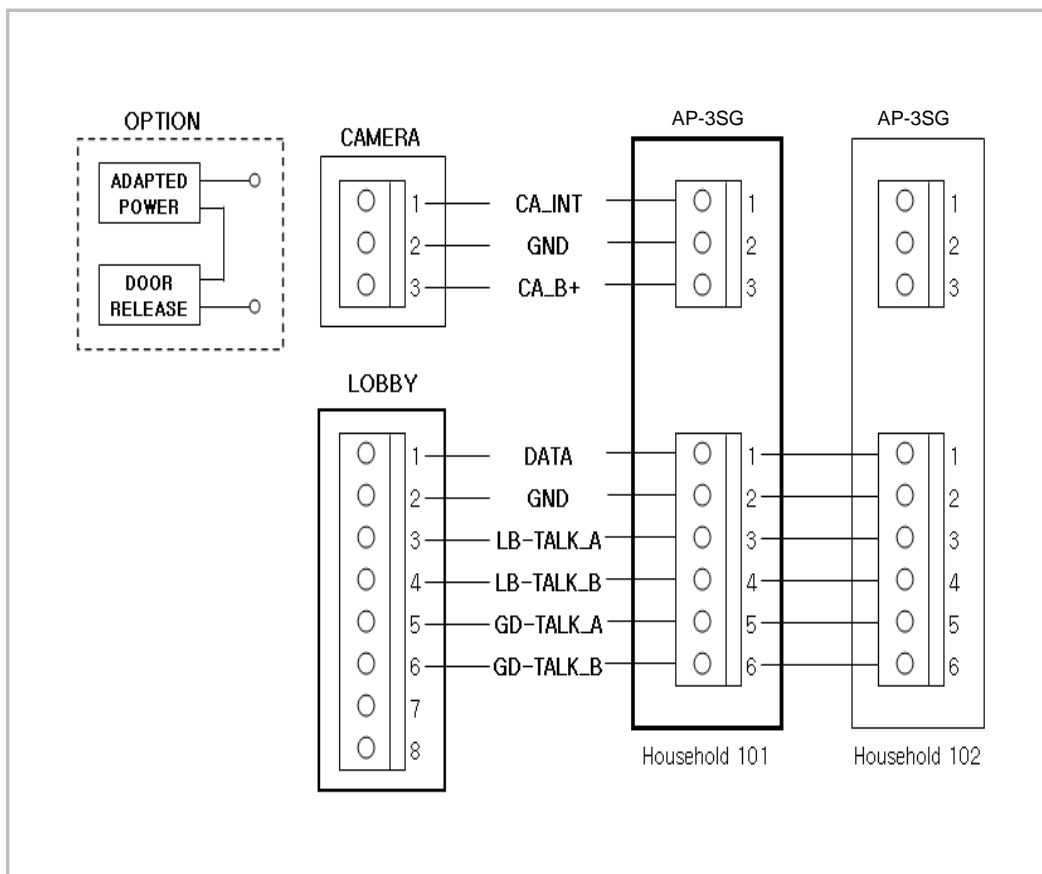 OPTION
ADAPTED
POWER
DOOR
RELEASE
CAMERA
1
2
3
CA_INT
GND
CA_B+
AP-3SG
1
2
3
AP-3SG
1
2
3
LOBBY
1
2
3
4
5
6
7
8
DATA
GND
LB-TALK_A
LB-TALK_B
GD-TALK_A
GD-TALK_B
1
2
3
4
5
6
Household 101
1
2
3
4
5
6
Household 102